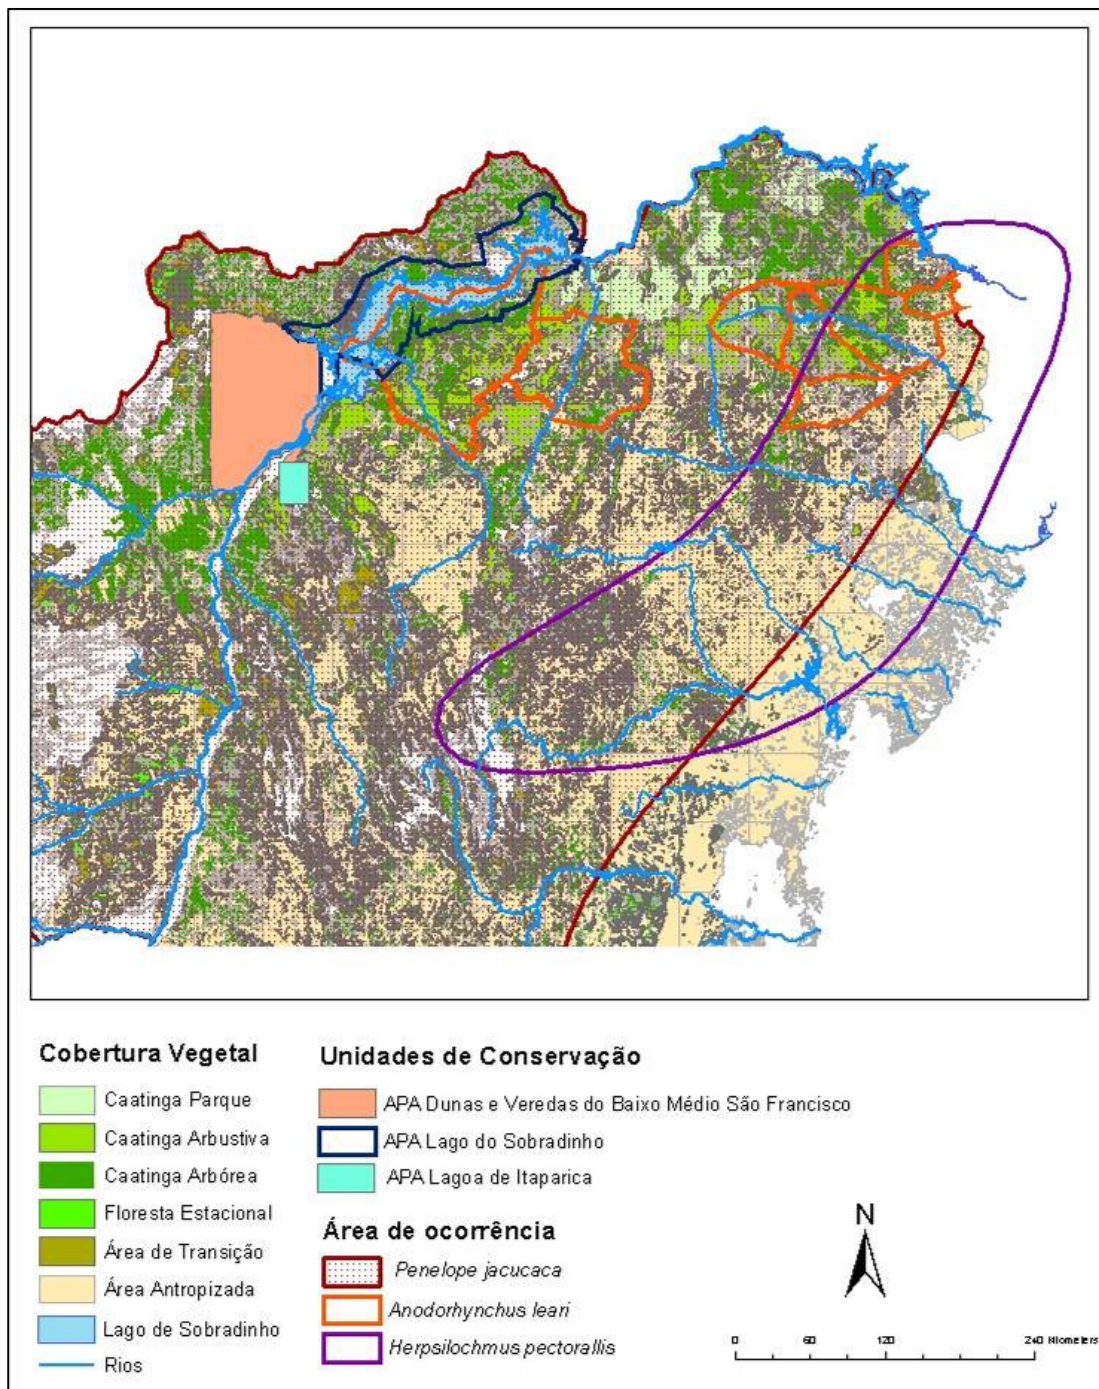 Cobertura Vegetal
Caatinga Parque
Caatinga Arbustiva
Caatinga Arbórea
Floresta Estacional
Área de Transição
Área Antropizada
Lago de Sobradinho
Rios
Unidades de Conservação
APA Dunas e Veredas do Baixo Médio São Francisco
APA Lago do Sobradinho
APA Lagoa de Itaparica
Área de ocorrência
Penelope jacucaca
Anodorhynchus leari
Herpsilochmus pectorallis
N
0 60 120 240 Kilometers